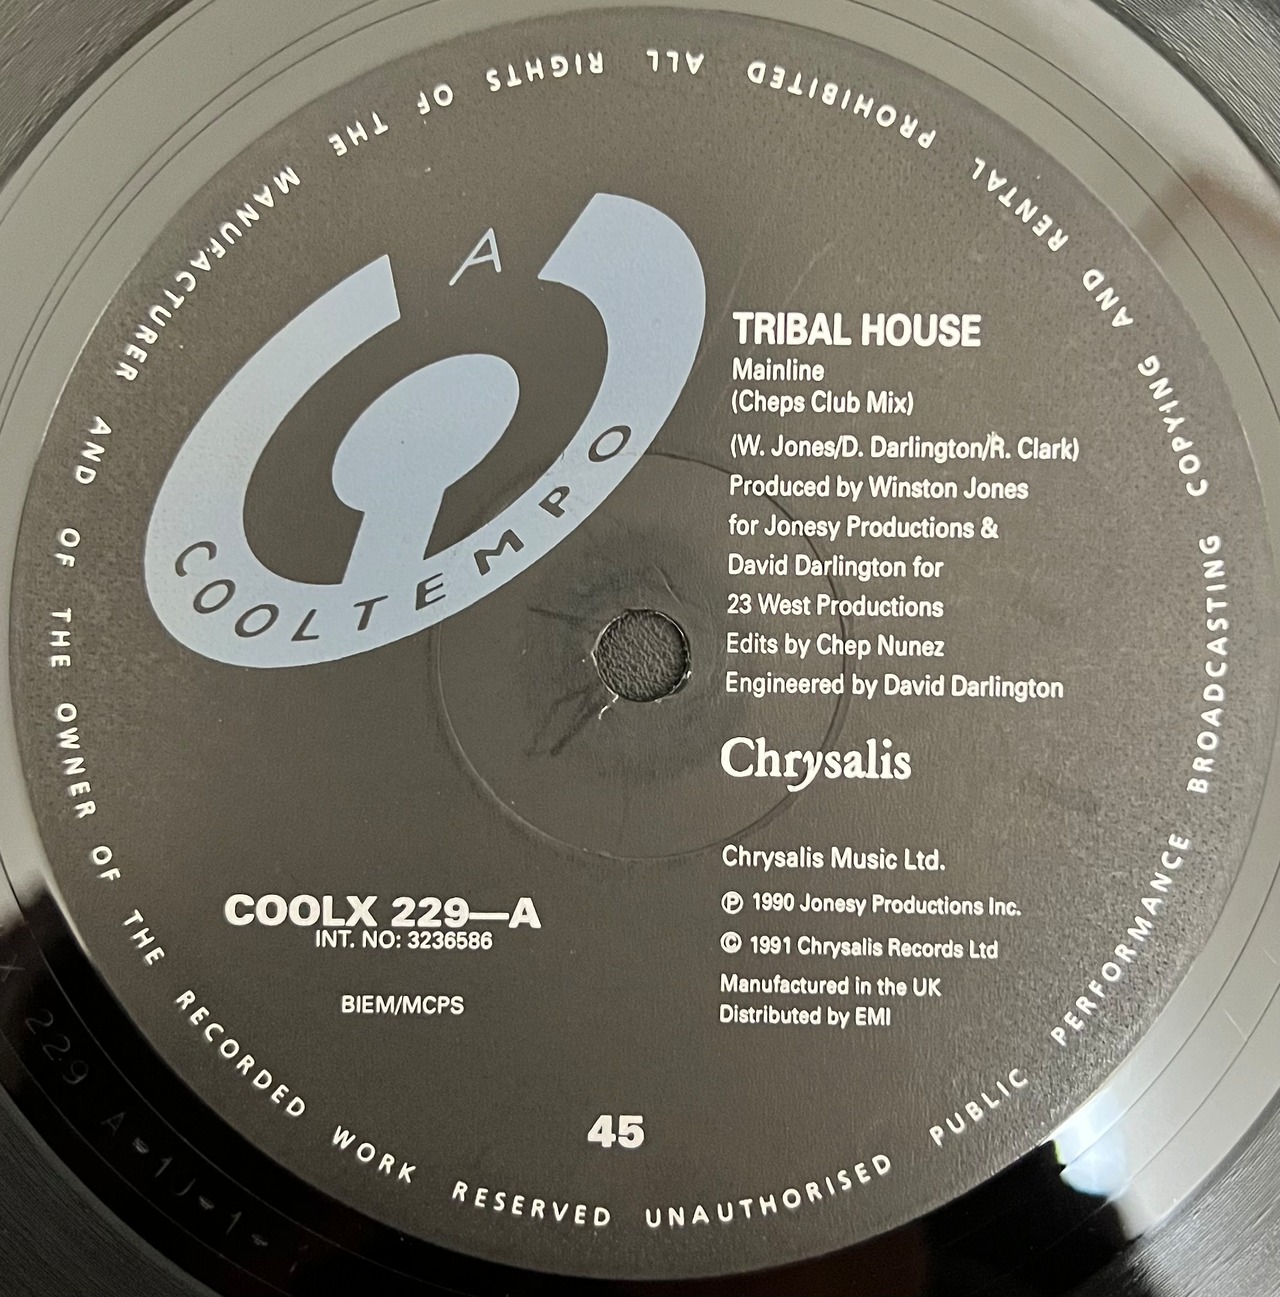 ALL RIGHTS OF THE MANUFACTURER AND OF THE OWNER OF THE RECORDED WORK RESERVED UNAUTHORISED PUBLIC PERFORMANCE BROADCASTING COPYING AND RENTAL PROHIBITED
A
COOLTEMPO
TRIBAL HOUSE
Mainline
(Cheps Club Mix)
(W. Jones/D. Darlington/R. Clark)
Produced by Winston Jones
for Jonesy Productions &
David Darlington for
23 West Productions
Edits by Chep Nunez
Engineered by David Darlington
Chrysalis
Chrysalis Music Ltd.
℗ 1990 Jonesy Productions Inc.
© 1991 Chrysalis Records Ltd
Manufactured in the UK
Distributed by EMI
COOLX 229—A
INT. NO: 3236586
BIEM/MCPS
45